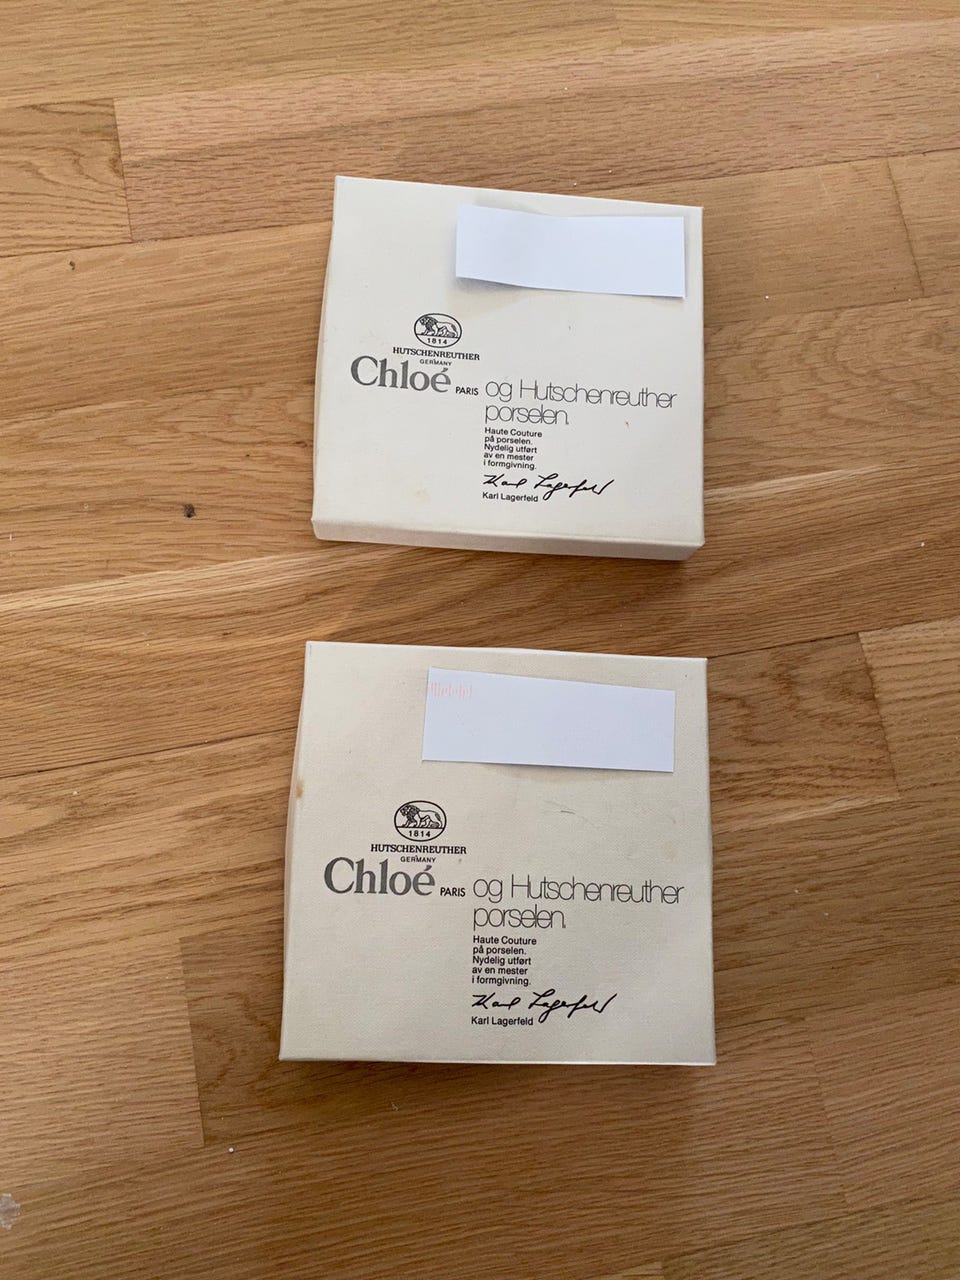 1814
HUTSCHENREUTHER
GERMANY
Chloé PARIS og Hutschenreuther
porselen.
Haute Couture
på porselen.
Nydelig utført
av en mester
i formgivning.
Karl Lagerfeld
Karl Lagerfeld
1814
HUTSCHENREUTHER
GERMANY
Chloé PARIS og Hutschenreuther
porselen.
Haute Couture
på porselen.
Nydelig utført
av en mester
i formgivning.
Karl Lagerfeld
Karl Lagerfeld